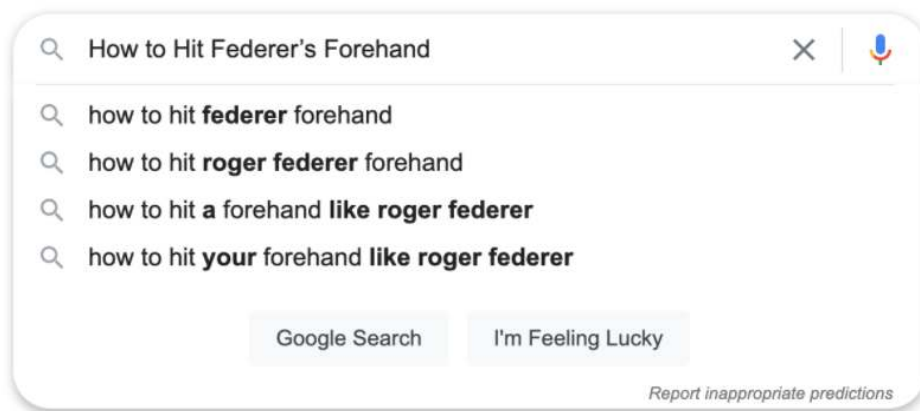 How to Hit Federer’s Forehand
how to hit federer forehand
how to hit roger federer forehand
how to hit a forehand like roger federer
how to hit your forehand like roger federer
Google Search I'm Feeling Lucky
Report inappropriate predictions